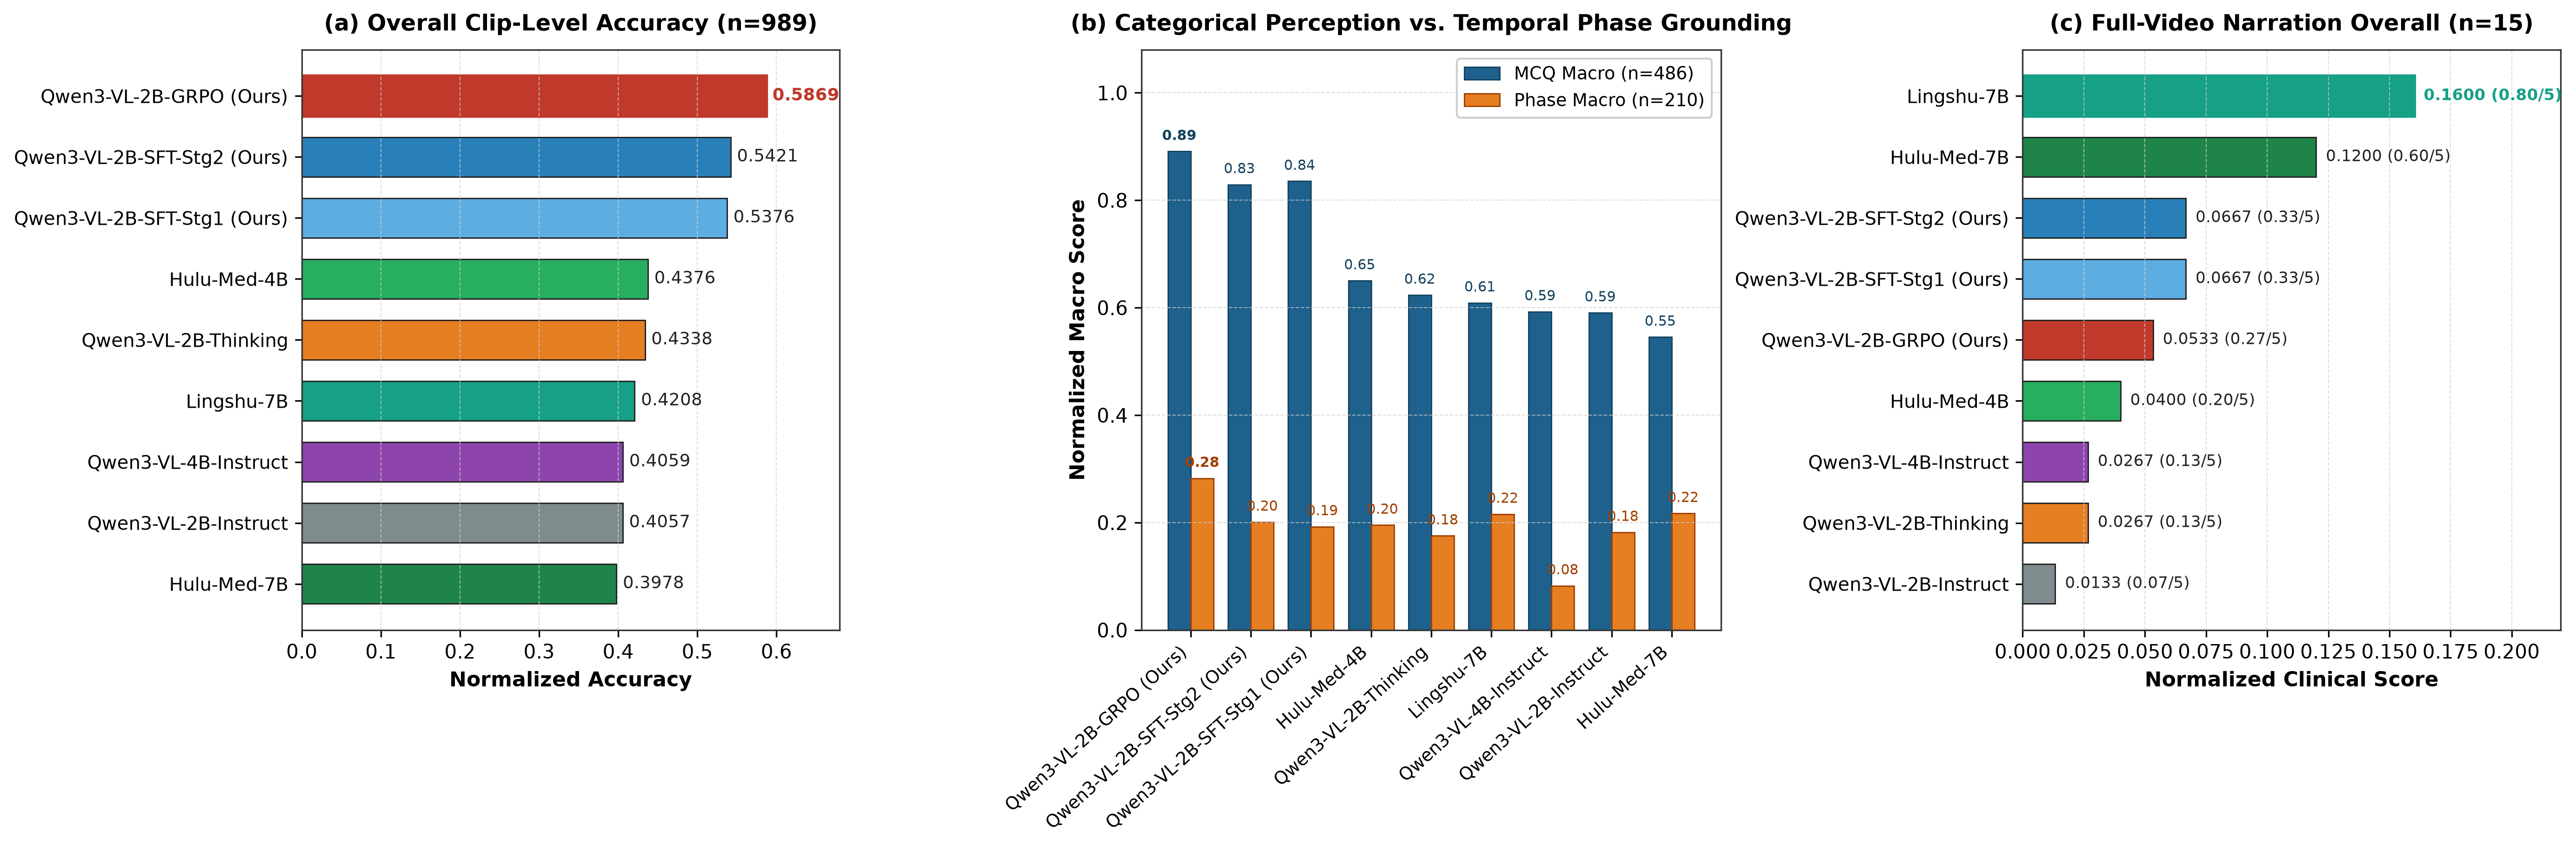 (a) Overall Clip-Level Accuracy (n=989)
Qwen3-VL-2B-GRPO (Ours)
0.5869
Qwen3-VL-2B-SFT-Stg2 (Ours)
0.5421
Qwen3-VL-2B-SFT-Stg1 (Ours)
0.5376
Hulu-Med-4B
0.4376
Qwen3-VL-2B-Thinking
0.4338
Lingshu-7B
0.4208
Qwen3-VL-4B-Instruct
0.4059
Qwen3-VL-2B-Instruct
0.4057
Hulu-Med-7B
0.3978
0.0 0.1 0.2 0.3 0.4 0.5 0.6
Normalized Accuracy
(b) Categorical Perception vs. Temporal Phase Grounding
MCQ Macro (n=486)
Phase Macro (n=210)
Normalized Macro Score
1.0
0.8
0.6
0.4
0.2
0.0
0.89
0.83
0.84
0.65
0.62
0.61
0.59
0.59
0.55
0.28
0.20
0.19
0.20
0.18
0.22
0.08
0.18
0.22
Qwen3-VL-2B-GRPO (Ours)
Qwen3-VL-2B-SFT-Stg2 (Ours)
Qwen3-VL-2B-SFT-Stg1 (Ours)
Hulu-Med-4B
Qwen3-VL-2B-Thinking
Lingshu-7B
Qwen3-VL-4B-Instruct
Qwen3-VL-2B-Instruct
Hulu-Med-7B
(c) Full-Video Narration Overall (n=15)
Lingshu-7B
0.1600 (0.80/5)
Hulu-Med-7B
0.1200 (0.60/5)
Qwen3-VL-2B-SFT-Stg2 (Ours)
0.0667 (0.33/5)
Qwen3-VL-2B-SFT-Stg1 (Ours)
0.0667 (0.33/5)
Qwen3-VL-2B-GRPO (Ours)
0.0533 (0.27/5)
Hulu-Med-4B
0.0400 (0.20/5)
Qwen3-VL-4B-Instruct
0.0267 (0.13/5)
Qwen3-VL-2B-Thinking
0.0267 (0.13/5)
Qwen3-VL-2B-Instruct
0.0133 (0.07/5)
0.000 0.025 0.050 0.075 0.100 0.125 0.150 0.175 0.200
Normalized Clinical Score